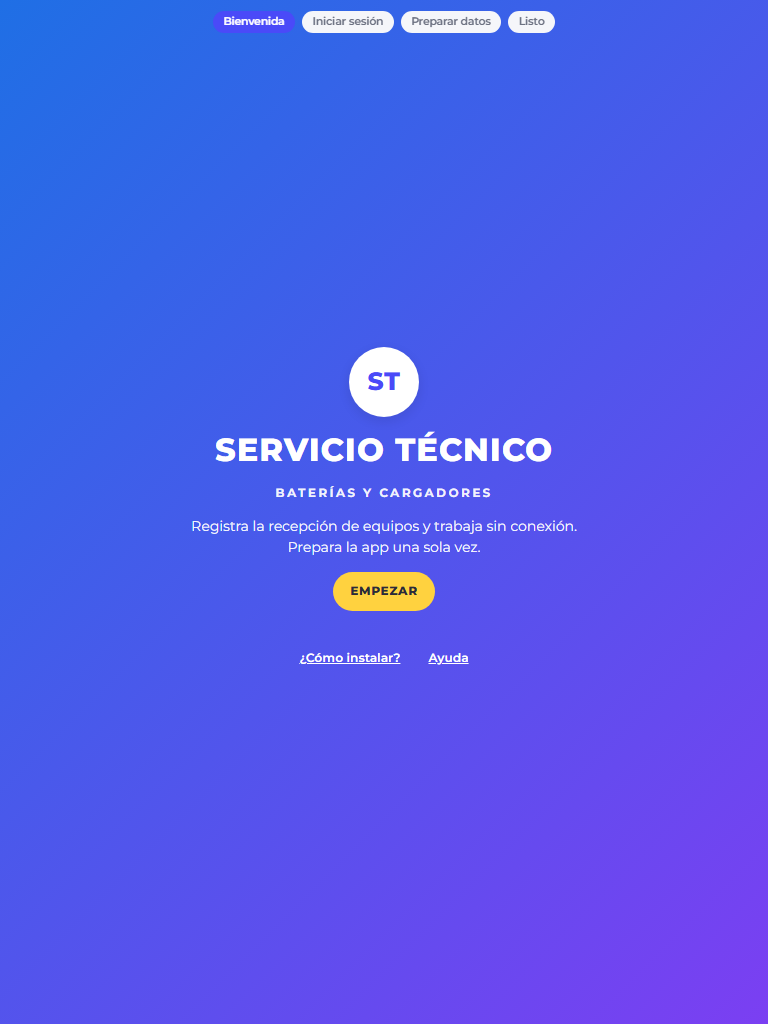 Bienvenida Iniciar sesión Preparar datos Listo
ST
SERVICIO TÉCNICO
BATERÍAS Y CARGADORES
Registra la recepción de equipos y trabaja sin conexión.
Prepara la app una sola vez.
EMPEZAR
¿Cómo instalar? Ayuda